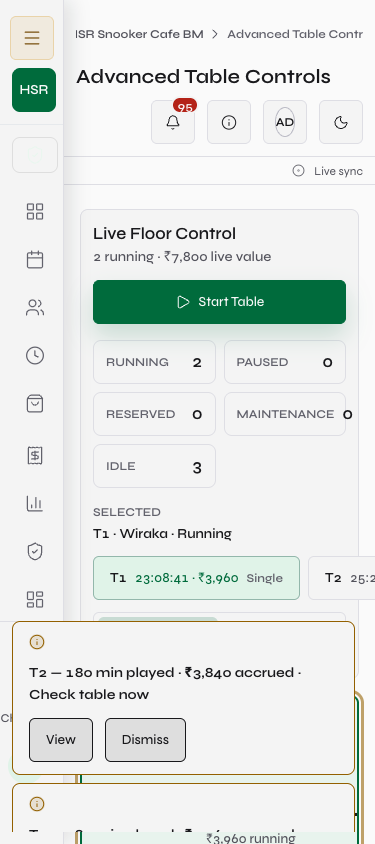 HSR Snooker Cafe BM > Advanced Table Contr
HSR
Advanced Table Controls
95
AD
Live sync
Live Floor Control
2 running · ₹7,800 live value
Start Table
RUNNING 2
PAUSED 0
RESERVED 0
MAINTENANCE 0
IDLE 3
SELECTED
T1 · Wiraka · Running
T1 23:08:41 · ₹3,960 Single
T2 25:2
T2 — 180 min played · ₹3,840 accrued ·
Check table now
View
Dismiss
₹3,960 running